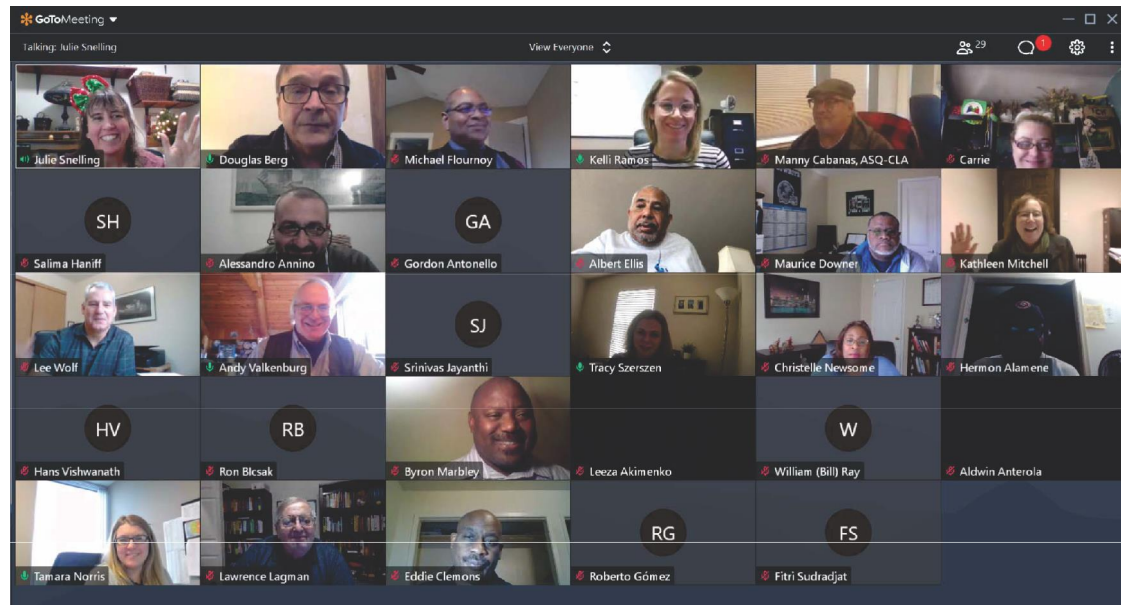 GoToMeeting
Talking: Julie Snelling
View Everyone
29
1
Julie Snelling
Douglas Berg
Michael Flournoy
Kelli Ramos
Manny Cabanas, ASQ-CLA
Carrie
SH
Salima Haniff
Alessandro Annino
GA
Gordon Antonello
Albert Ellis
Maurice Downer
Kathleen Mitchell
Lee Wolf
Andy Valkenburg
SJ
Srinivas Jayanthi
Tracy Szerszen
Christelle Newsome
Hermon Alamene
HV
Hans Vishwanath
RB
Ron Blcsak
Byron Marbley
Leeza Akimenko
W
William (Bill) Ray
Aldwin Anterola
Tamara Norris
Lawrence Lagman
Eddie Clemons
RG
Roberto Gómez
FS
Fitri Sudradjat